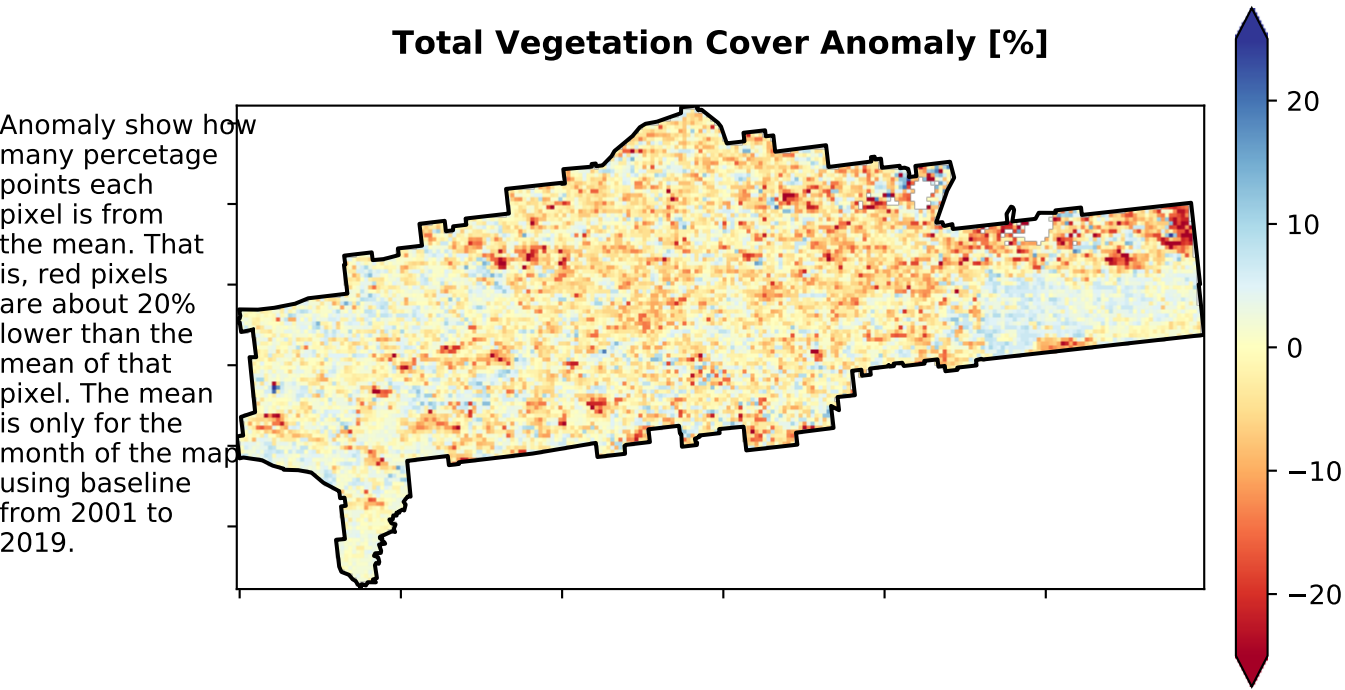 Total Vegetation Cover Anomaly [%]
Anomaly show how
many percetage
points each
pixel is from
the mean. That
is, red pixels
are about 20%
lower than the
mean of that
pixel. The mean
is only for the
month of the map
using baseline
from 2001 to
2019.
20
10
0
−10
−20